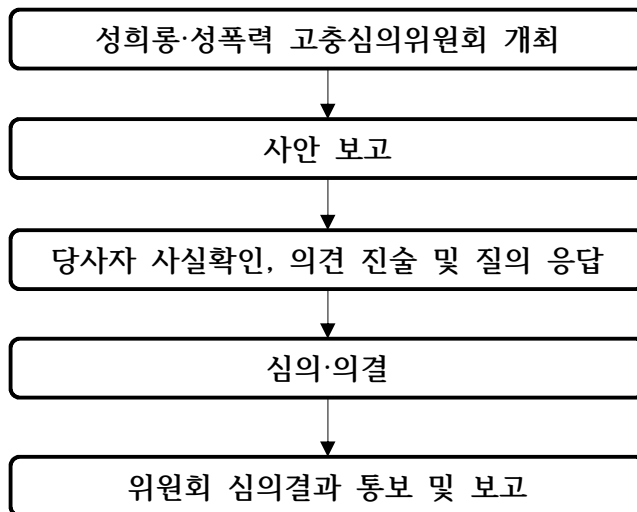 성희롱·성폭력 고충심의위원회 개최
사안 보고
당사자 사실확인, 의견 진술 및 질의 응답
심의·의결
위원회 심의결과 통보 및 보고